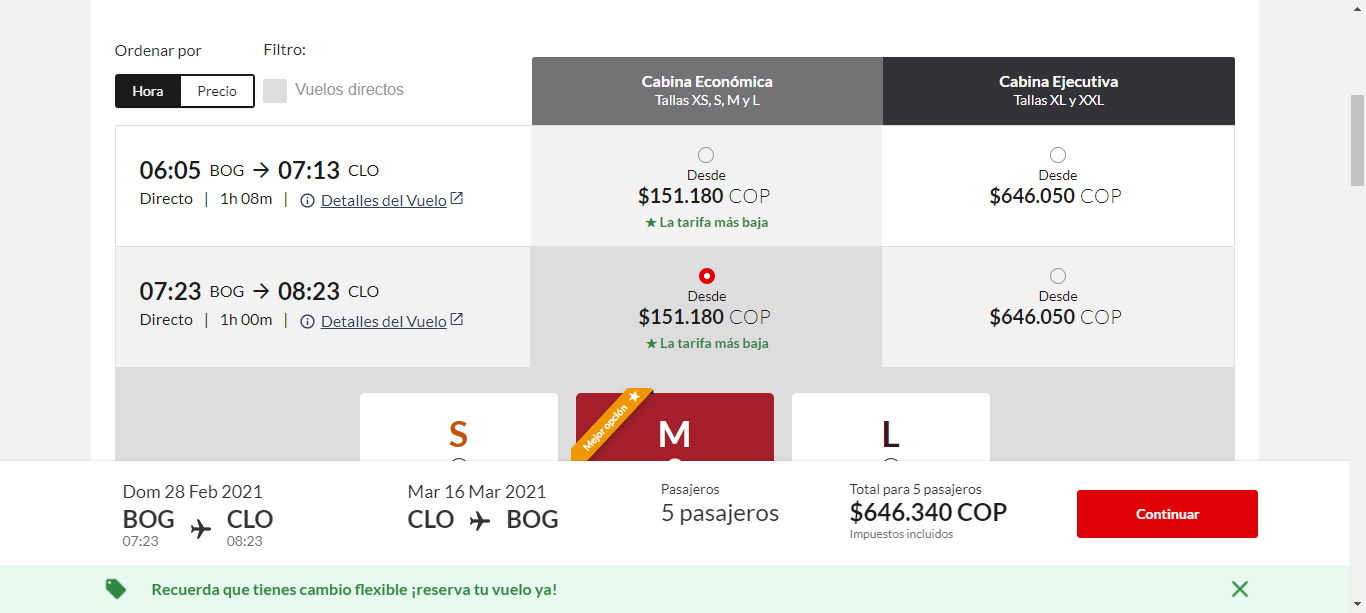 Ordenar por
Filtro:
Hora
Precio
Vuelos directos
Cabina Económica
Tallas XS, S, M y L
Cabina Ejecutiva
Tallas XL y XXL
06:05 BOG → 07:13 CLO
Directo | 1h 08m | Detalles del Vuelo
Desde
$151.180 COP
★ La tarifa más baja
Desde
$646.050 COP
07:23 BOG → 08:23 CLO
Directo | 1h 00m | Detalles del Vuelo
Desde
$151.180 COP
★ La tarifa más baja
Desde
$646.050 COP
S
Mejor opción ★
M
L
Dom 28 Feb 2021
BOG CLO
07:23 08:23
Mar 16 Mar 2021
CLO BOG
Pasajeros
5 pasajeros
Total para 5 pasajeros
$646.340 COP
Impuestos incluidos
Continuar
Recuerda que tienes cambio flexible ¡reserva tu vuelo ya!